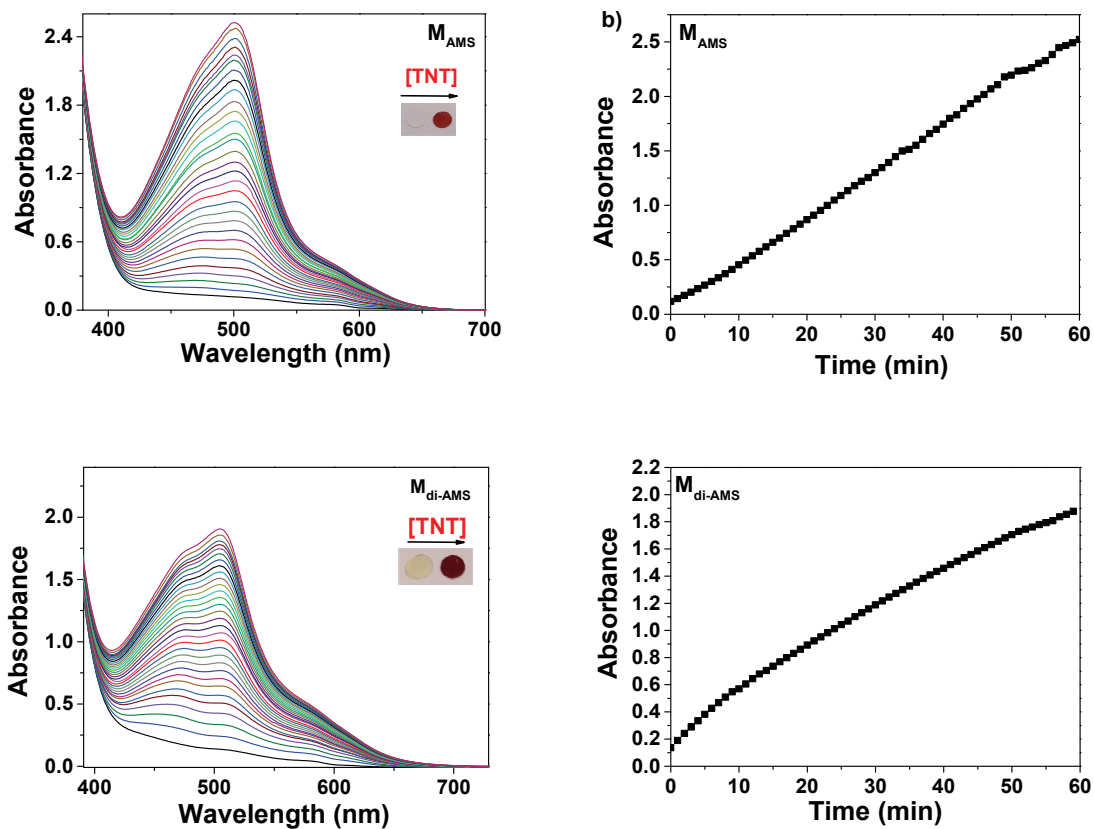 M_AMS
[TNT]
2.4
1.8
1.2
0.6
0.0
400 500 600 700
Absorbance
Wavelength (nm)
b)
M_AMS
2.5
2.0
1.5
1.0
0.5
0.0
0 10 20 30 40 50 60
Absorbance
Time (min)
M_di-AMS
[TNT]
2.0
1.5
1.0
0.5
0.0
400 500 600 700
Absorbance
Wavelength (nm)
M_di-AMS
2.2
2.0
1.8
1.6
1.4
1.2
1.0
0.8
0.6
0.4
0.2
0.0
0 10 20 30 40 50 60
Absorbance
Time (min)